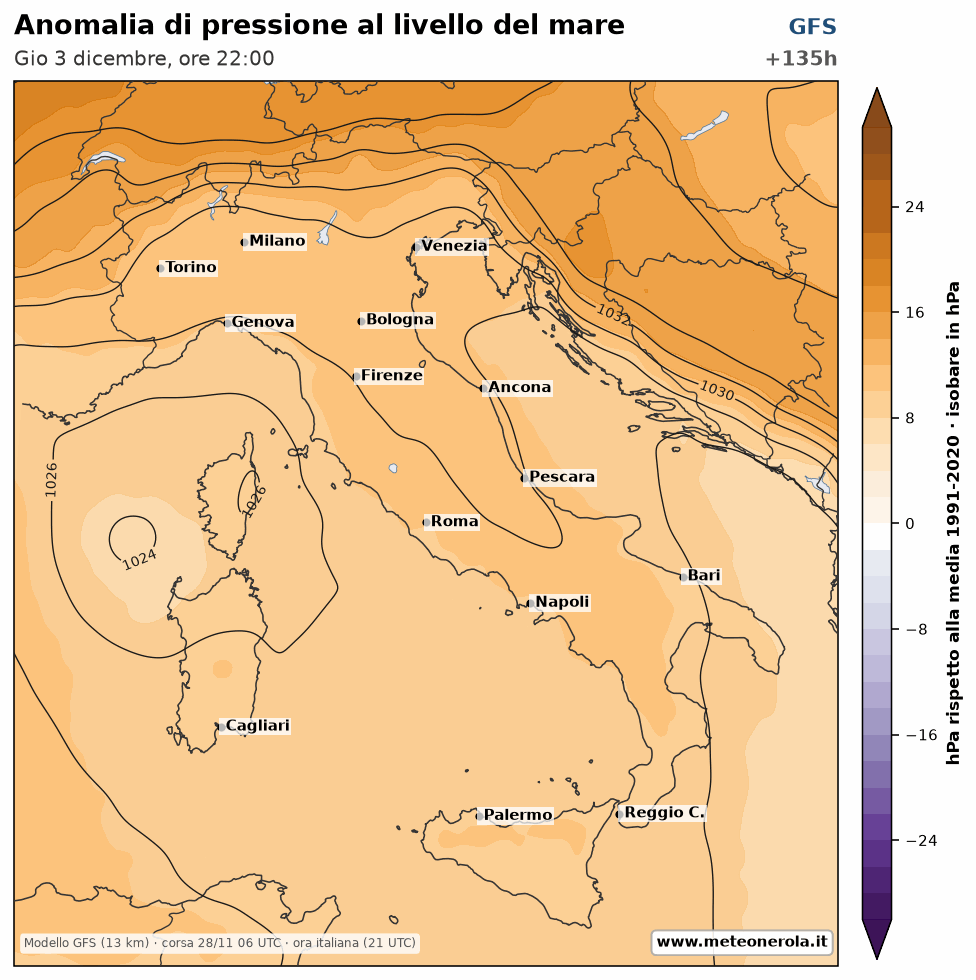 Anomalia di pressione al livello del mare
GFS
Gio 3 dicembre, ore 22:00
+135h
Milano
Venezia
Torino
Genova
Bologna
1032
Firenze
Ancona
1030
1026
Pescara
1026
Roma
1024
Bari
Napoli
Cagliari
Palermo
Reggio C.
24
16
8
0
−8
−16
−24
hPa rispetto alla media 1991-2020 · isobare in hPa
Modello GFS (13 km) · corsa 28/11 06 UTC · ora italiana (21 UTC)
www.meteonerola.it